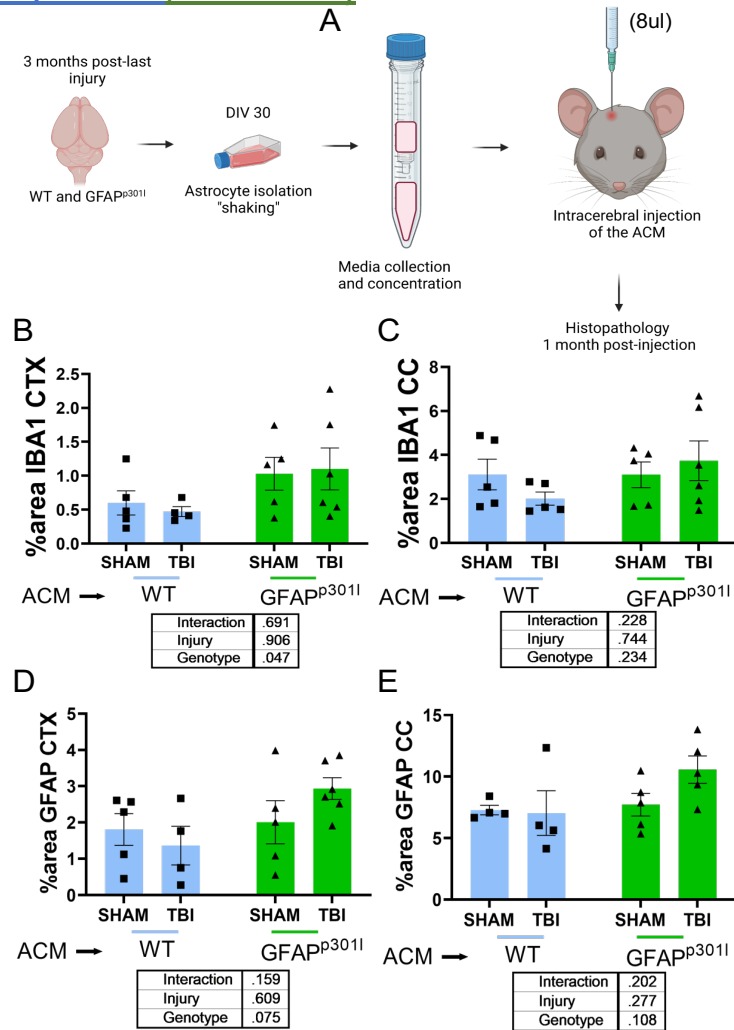 A
(8ul)
3 months post-last
injury
DIV 30
WT and GFAPp301l
Astrocyte isolation
"shaking"
Media collection
and concentration
Intracerebral injection
of the ACM
Histopathology
1 month post-injection
B
%area IBA1 CTX
2.5
2.0
1.5
1.0
0.5
0.0
SHAM TBI SHAM TBI
ACM WT GFAPp301l
Interaction .691
Injury .906
Genotype .047
C
%area IBA1 CC
8
6
4
2
0
SHAM TBI SHAM TBI
ACM WT GFAPp301l
Interaction .228
Injury .744
Genotype .234
D
%area GFAP CTX
5
4
3
2
1
0
SHAM TBI SHAM TBI
ACM WT GFAPp301l
Interaction .159
Injury .609
Genotype .075
E
%area GFAP CC
15
10
5
0
SHAM TBI SHAM TBI
ACM WT GFAPp301l
Interaction .202
Injury .277
Genotype .108